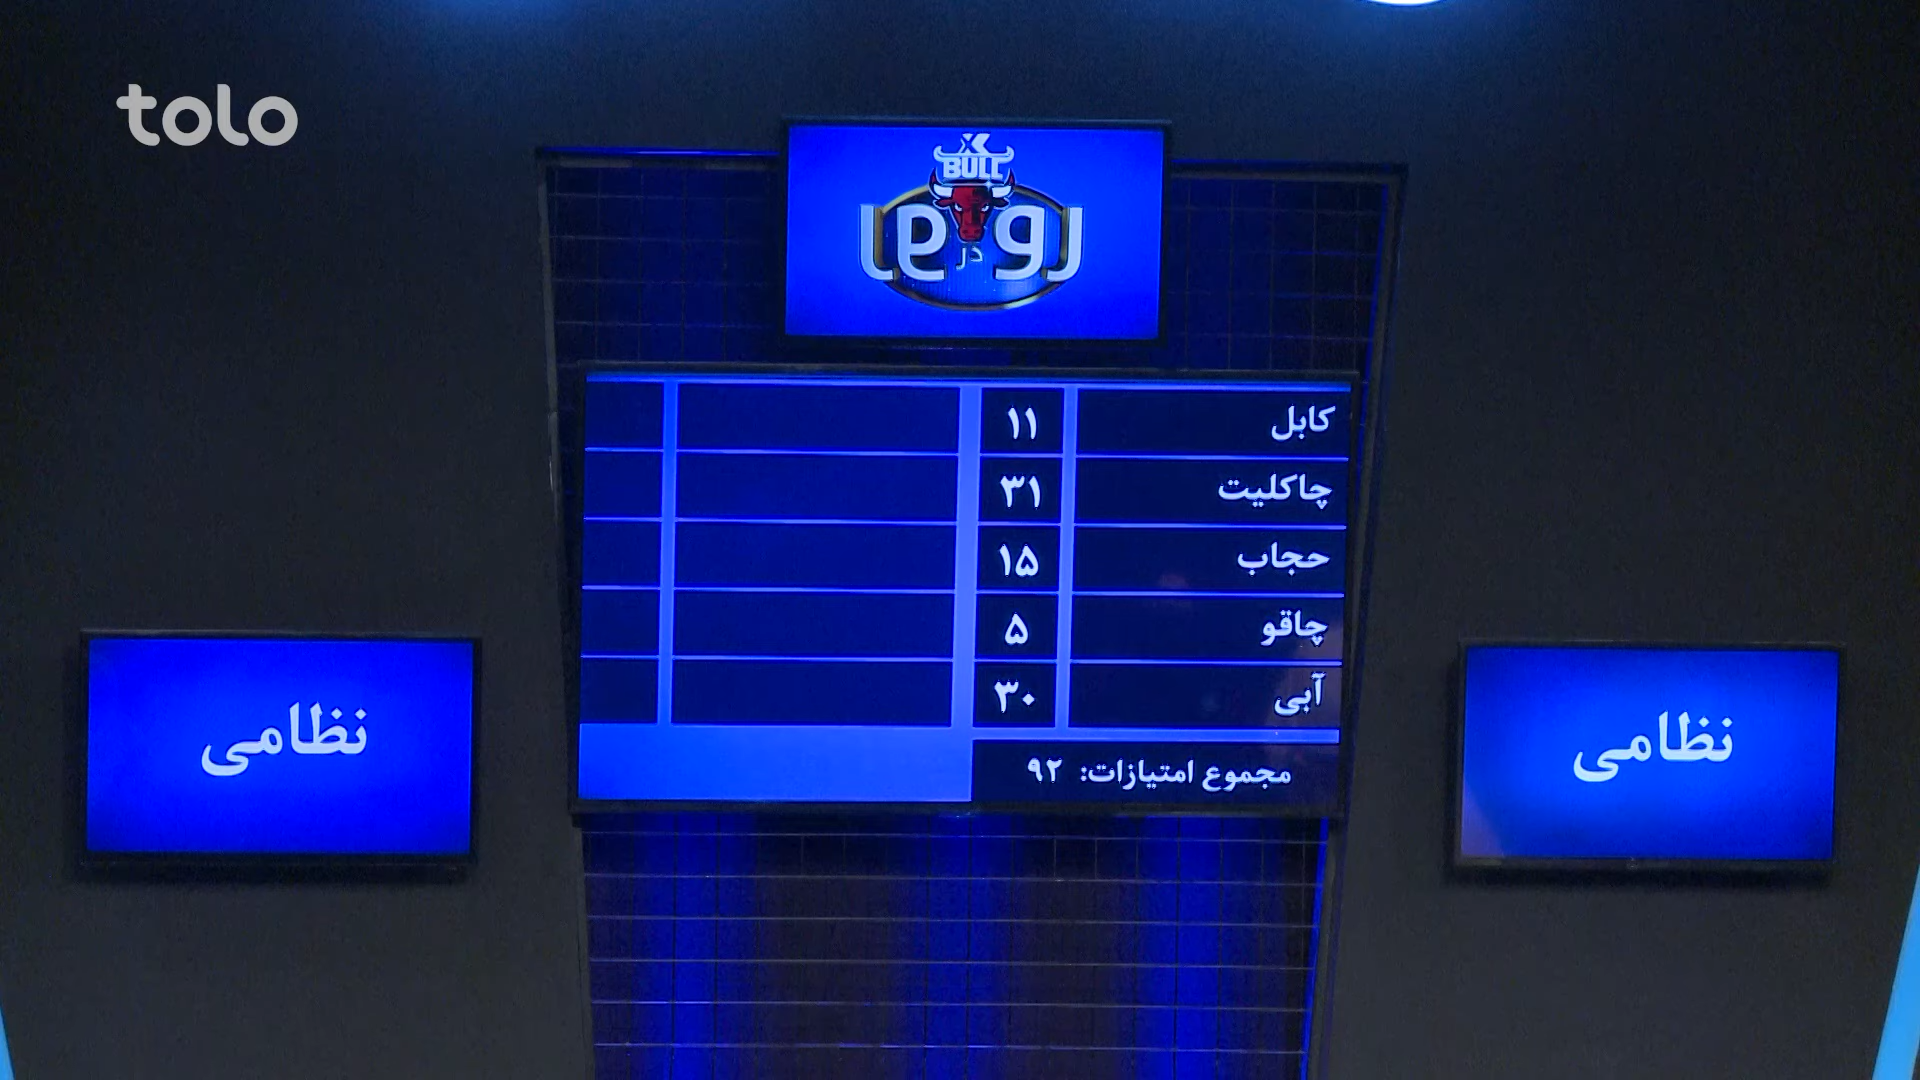 tolo
X
BULL
رو در رو
کابل ۱۱
چاکلیت ۳۱
حجاب ۱۵
چاقو ۵
آبی ۳۰
مجموع امتیازات: ۹۲
نظامی
نظامی